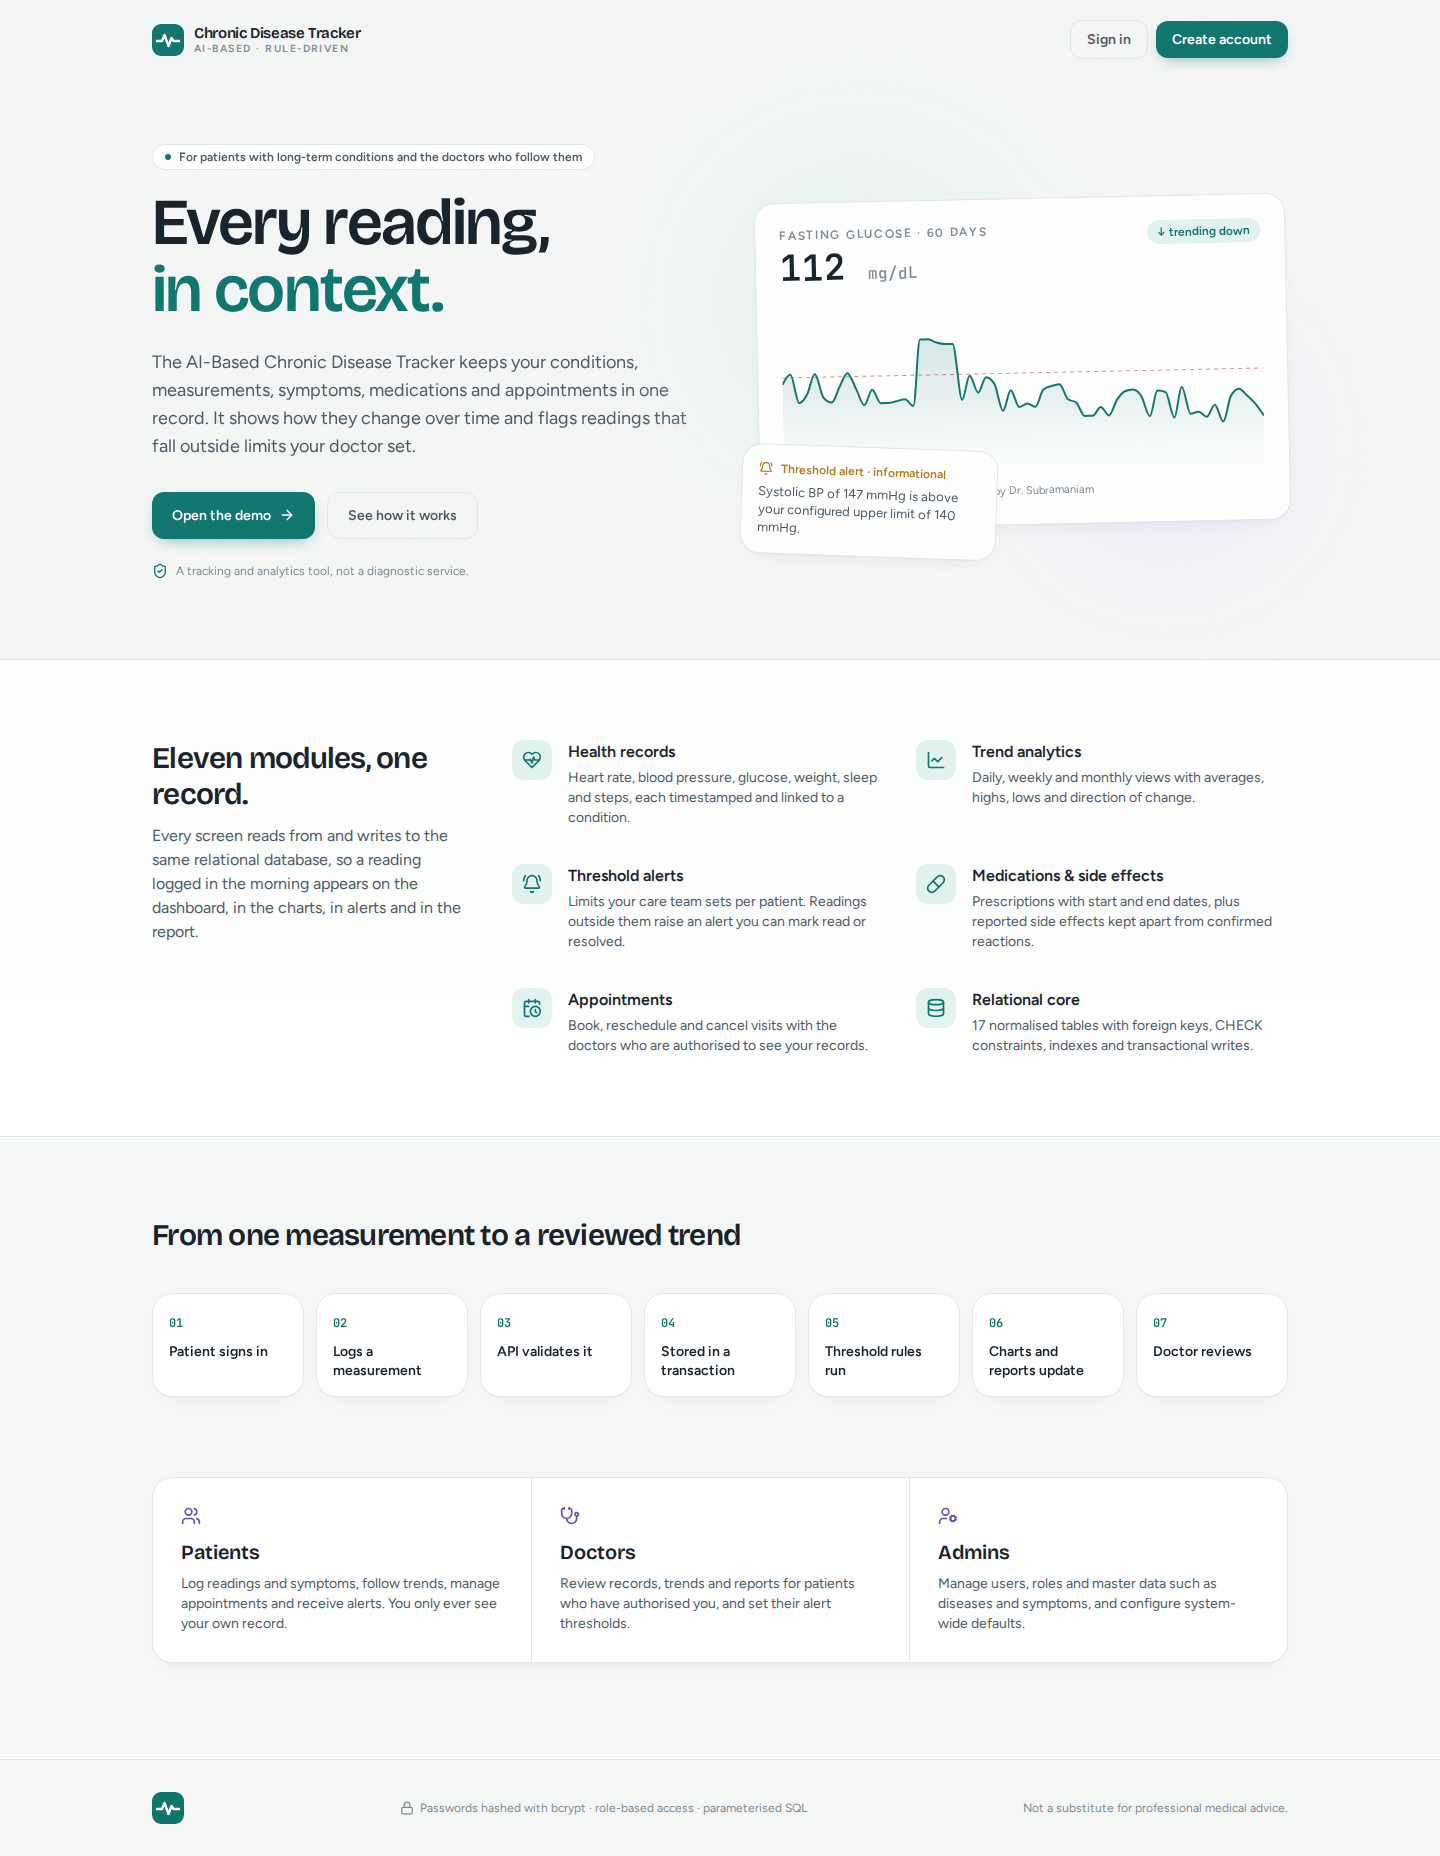 Chronic Disease Tracker
AI-BASED · RULE-DRIVEN
Sign in
Create account
For patients with long-term conditions and the doctors who follow them
Every reading,
in context.
The AI-Based Chronic Disease Tracker keeps your conditions,
measurements, symptoms, medications and appointments in one
record. It shows how they change over time and flags readings that
fall outside limits your doctor set.
Open the demo →
See how it works
A tracking and analytics tool, not a diagnostic service.
FASTING GLUCOSE · 60 DAYS
↓ trending down
112 mg/dL
Threshold alert · informational
Systolic BP of 147 mmHg is above
your configured upper limit of 140
mmHg.
by Dr. Subramaniam
Eleven modules, one
record.
Every screen reads from and writes to the
same relational database, so a reading
logged in the morning appears on the
dashboard, in the charts, in alerts and in the
report.
Health records
Heart rate, blood pressure, glucose, weight, sleep
and steps, each timestamped and linked to a
condition.
Trend analytics
Daily, weekly and monthly views with averages,
highs, lows and direction of change.
Threshold alerts
Limits your care team sets per patient. Readings
outside them raise an alert you can mark read or
resolved.
Medications & side effects
Prescriptions with start and end dates, plus
reported side effects kept apart from confirmed
reactions.
Appointments
Book, reschedule and cancel visits with the
doctors who are authorised to see your records.
Relational core
17 normalised tables with foreign keys, CHECK
constraints, indexes and transactional writes.
From one measurement to a reviewed trend
01
Patient signs in
02
Logs a
measurement
03
API validates it
04
Stored in a
transaction
05
Threshold rules
run
06
Charts and
reports update
07
Doctor reviews
Patients
Log readings and symptoms, follow trends, manage
appointments and receive alerts. You only ever see
your own record.
Doctors
Review records, trends and reports for patients
who have authorised you, and set their alert
thresholds.
Admins
Manage users, roles and master data such as
diseases and symptoms, and configure system-
wide defaults.
Passwords hashed with bcrypt · role-based access · parameterised SQL
Not a substitute for professional medical advice.